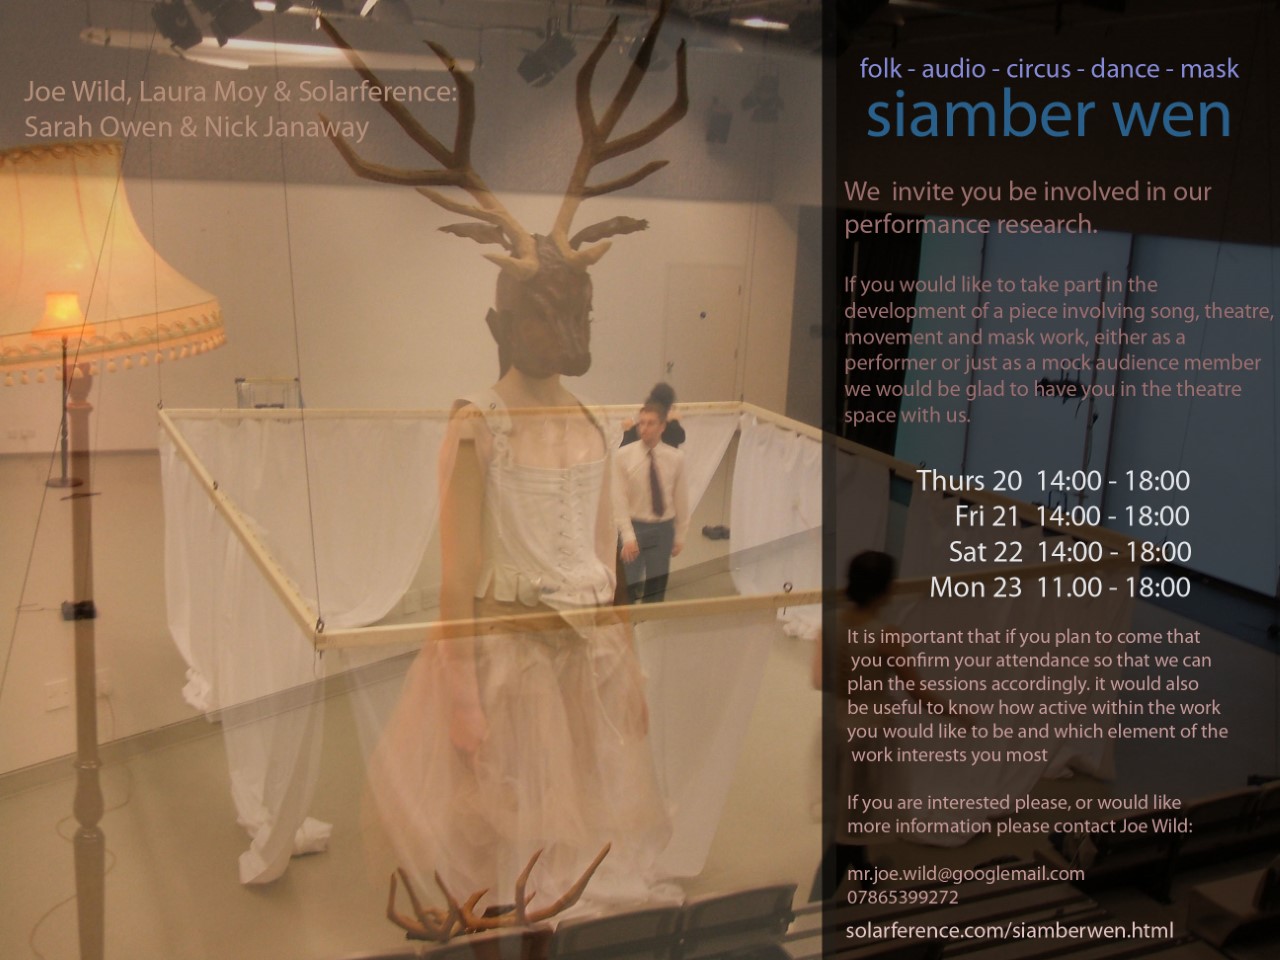 Joe Wild, Laura Moy & Solarference:
Sarah Owen & Nick Janaway
folk - audio - circus - dance - mask
siamber wen
We invite you be involved in our
performance research.
If you would like to take part in the
development of a piece involving song, theatre,
movement and mask work, either as a
performer or just as a mock audience member
we would be glad to have you in the theatre
space with us.
Thurs 20 14:00 - 18:00
Fri 21 14:00 - 18:00
Sat 22 14:00 - 18:00
Mon 23 11.00 - 18:00
It is important that if you plan to come that
you confirm your attendance so that we can
plan the sessions accordingly. it would also
be useful to know how active within the work
you would like to be and which element of the
work interests you most
If you are interested please, or would like
more information please contact Joe Wild:
mr.joe.wild@googlemail.com
07865399272
solarference.com/siamberwen.html